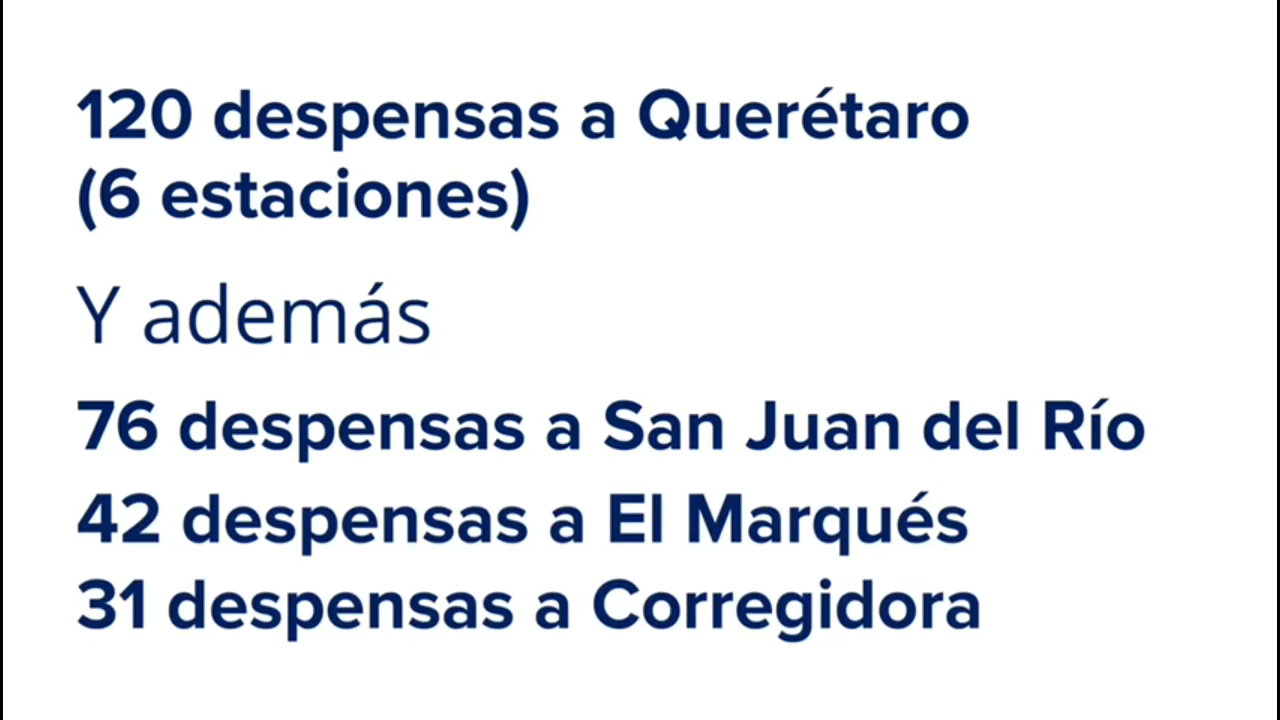 120 despensas a Querétaro
(6 estaciones)
Y además
76 despensas a San Juan del Río
42 despensas a El Marqués
31 despensas a Corregidora